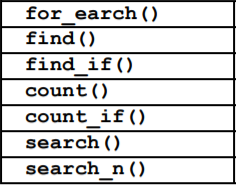 for_earch()
find()
find_if()
count()
count_if()
search()
search_n()